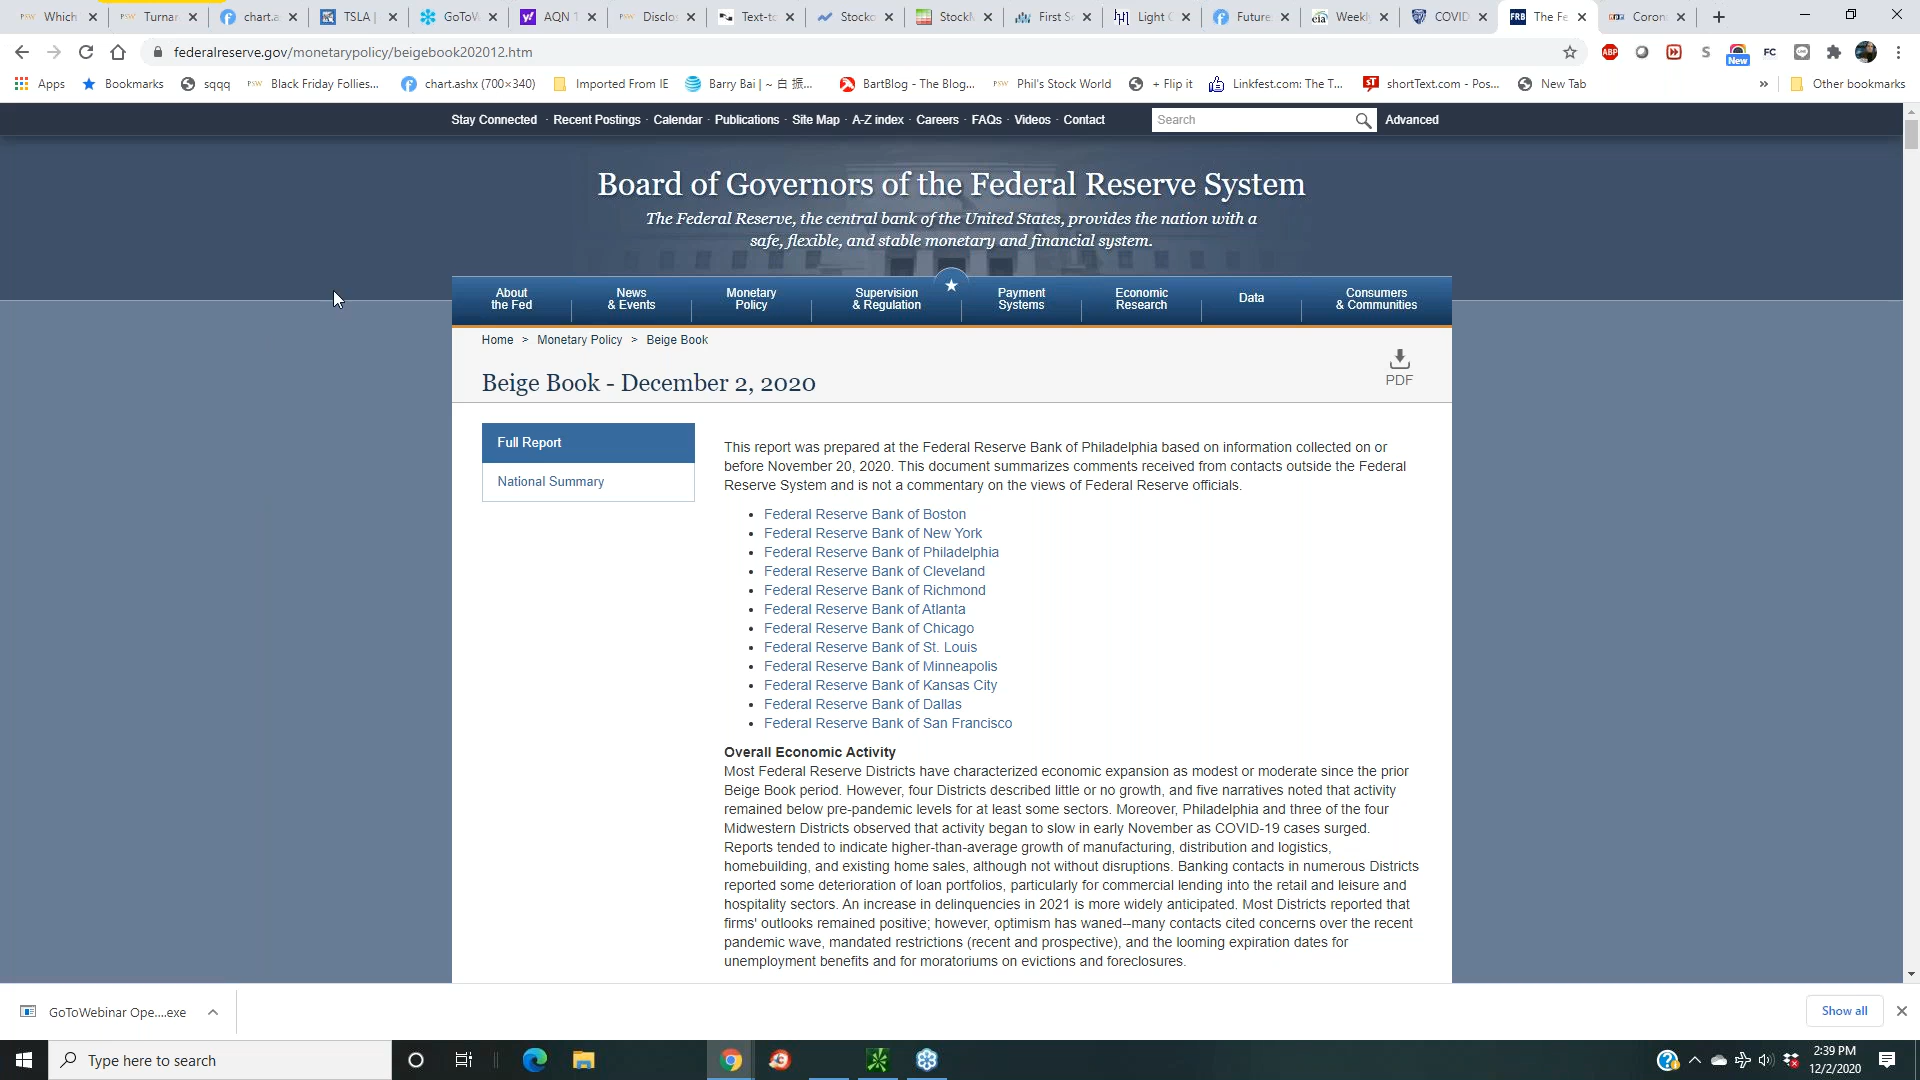 Which
Turnar
chart.a
TSLA |
GoToW
AQN
Disclo
Text-to
Stocko
StockM
First S
Light
Future
Weekl
COVID
The Fe
Coron
federalreserve.gov/monetarypolicy/beigebook202012.htm
ABP
New
FC
Apps
Bookmarks
sqqq
Black Friday Follies...
chart.ashx (700×340)
Imported From IE
Barry Bai | ~ 白 振...
BartBlog - The Blog...
Phil's Stock World
+ Flip it
Linkfest.com: The T...
shortText.com - Pos...
New Tab
»
Other bookmarks
Stay Connected · Recent Postings · Calendar · Publications · Site Map · A-Z index · Careers · FAQs · Videos · Contact
Search
Advanced
Board of Governors of the Federal Reserve System
The Federal Reserve, the central bank of the United States, provides the nation with a
safe, flexible, and stable monetary and financial system.
About
the Fed
News
& Events
Monetary
Policy
Supervision
& Regulation
Payment
Systems
Economic
Research
Data
Consumers
& Communities
Home > Monetary Policy > Beige Book
PDF
Beige Book - December 2, 2020
Full Report
National Summary
This report was prepared at the Federal Reserve Bank of Philadelphia based on information collected on or
before November 20, 2020. This document summarizes comments received from contacts outside the Federal
Reserve System and is not a commentary on the views of Federal Reserve officials.
• Federal Reserve Bank of Boston
• Federal Reserve Bank of New York
• Federal Reserve Bank of Philadelphia
• Federal Reserve Bank of Cleveland
• Federal Reserve Bank of Richmond
• Federal Reserve Bank of Atlanta
• Federal Reserve Bank of Chicago
• Federal Reserve Bank of St. Louis
• Federal Reserve Bank of Minneapolis
• Federal Reserve Bank of Kansas City
• Federal Reserve Bank of Dallas
• Federal Reserve Bank of San Francisco
Overall Economic Activity
Most Federal Reserve Districts have characterized economic expansion as modest or moderate since the prior
Beige Book period. However, four Districts described little or no growth, and five narratives noted that activity
remained below pre-pandemic levels for at least some sectors. Moreover, Philadelphia and three of the four
Midwestern Districts observed that activity began to slow in early November as COVID-19 cases surged.
Reports tended to indicate higher-than-average growth of manufacturing, distribution and logistics,
homebuilding, and existing home sales, although not without disruptions. Banking contacts in numerous Districts
reported some deterioration of loan portfolios, particularly for commercial lending into the retail and leisure and
hospitality sectors. An increase in delinquencies in 2021 is more widely anticipated. Most Districts reported that
firms' outlooks remained positive; however, optimism has waned--many contacts cited concerns over the recent
pandemic wave, mandated restrictions (recent and prospective), and the looming expiration dates for
unemployment benefits and for moratoriums on evictions and foreclosures.
GoToWebinar Ope....exe
Show all
Type here to search
2:39 PM
12/2/2020